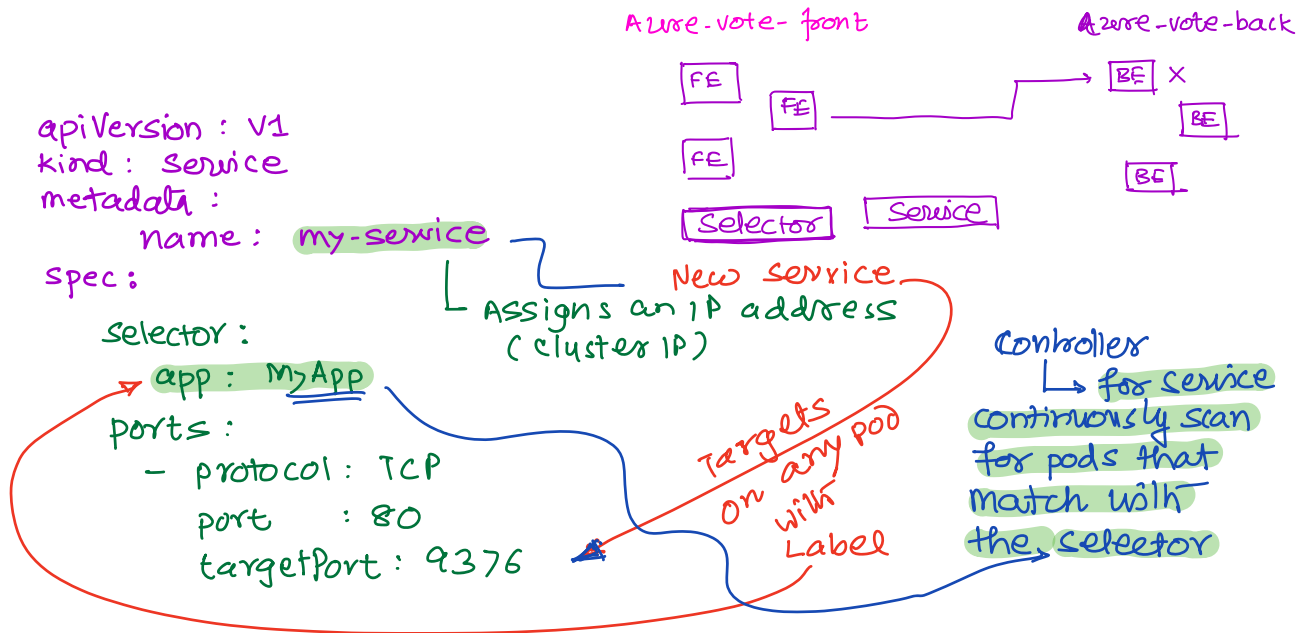 Azure-vote-front
Azure-vote-back
FE
FE
FE
BE X
BE
BE
Selector
Service
apiVersion : V1
kind : Service
metadata :
name : my-service
spec :
New service
Assigns an IP address
(cluster IP)
selector :
app : MyApp
ports :
- protocol : TCP
port : 80
targetPort : 9376
Targets
on any pod
with
Label
Controller
for service
continuously scan
for pods that
match with
the selector